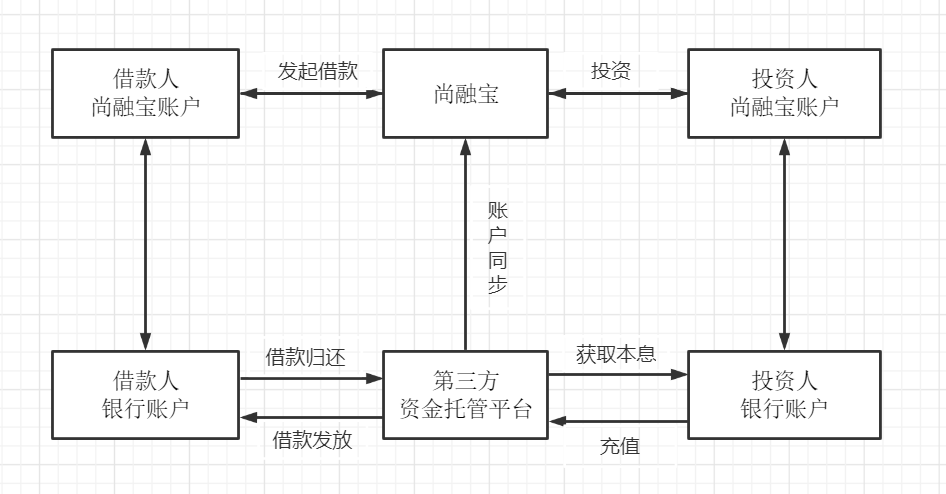 借款人
尚融宝账户
发起借款
尚融宝
投资
投资人
尚融宝账户
账
户
同
步
借款人
银行账户
借款归还
借款发放
第三方
资金托管平台
获取本息
充值
投资人
银行账户